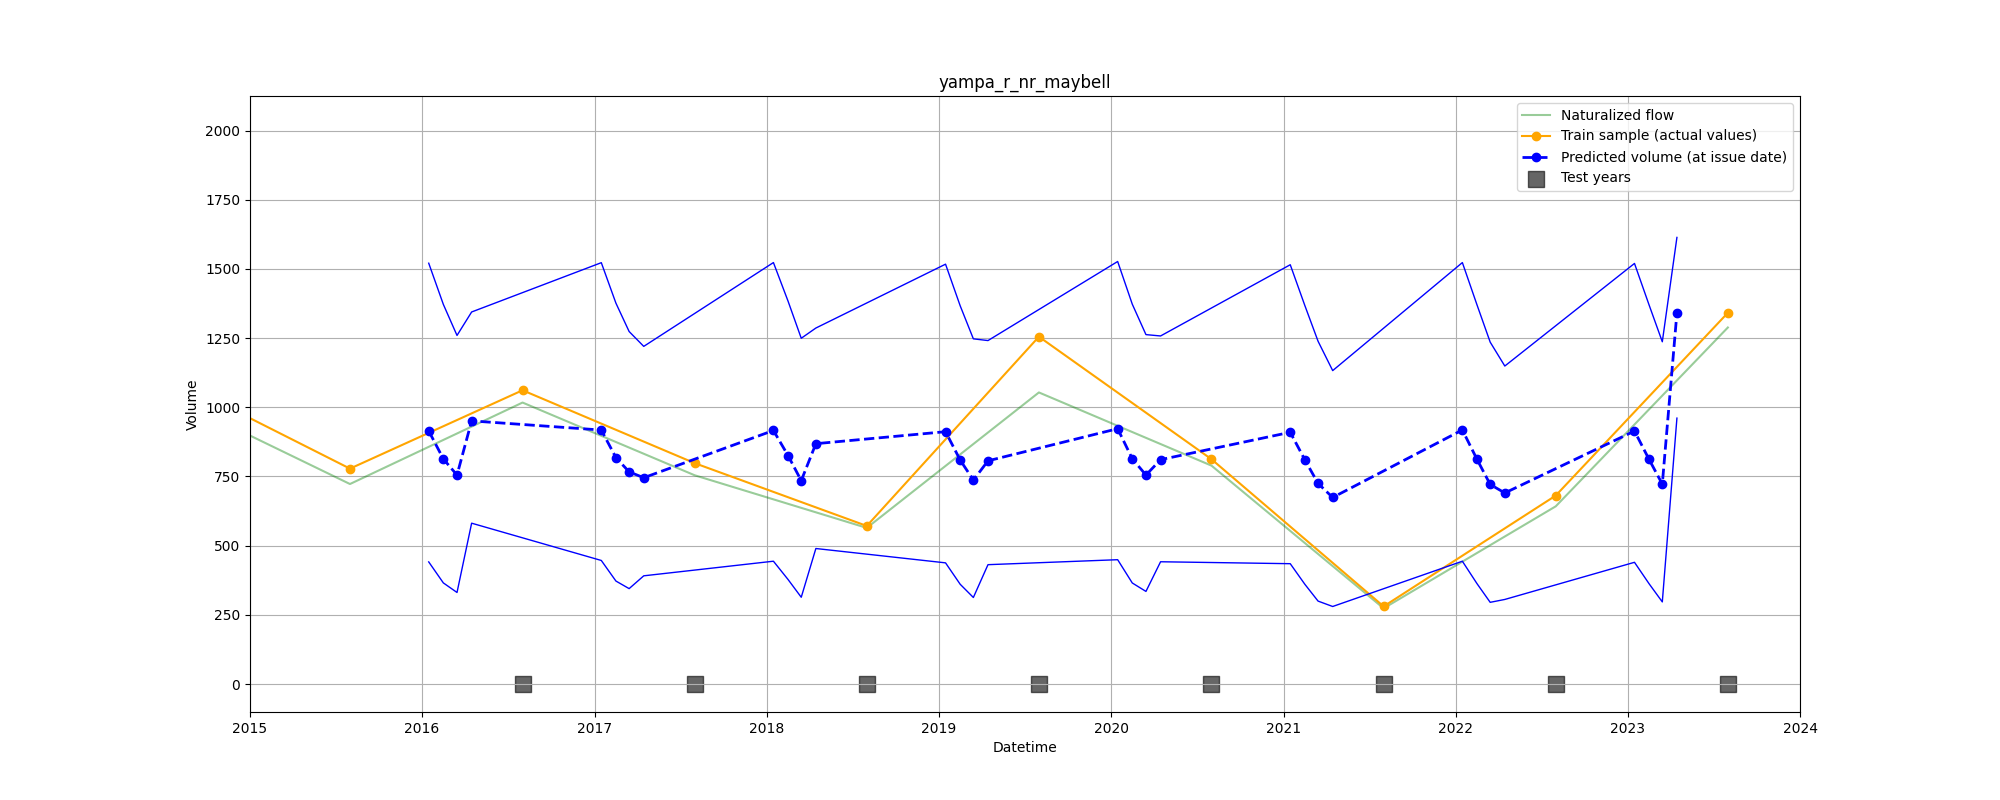 yampa_r_nr_maybell
Naturalized flow
Train sample (actual values)
Predicted volume (at issue date)
Test years
2000
1750
1500
1250
1000
750
500
250
0
Volume
2015 2016 2017 2018 2019 2020 2021 2022 2023 2024
Datetime